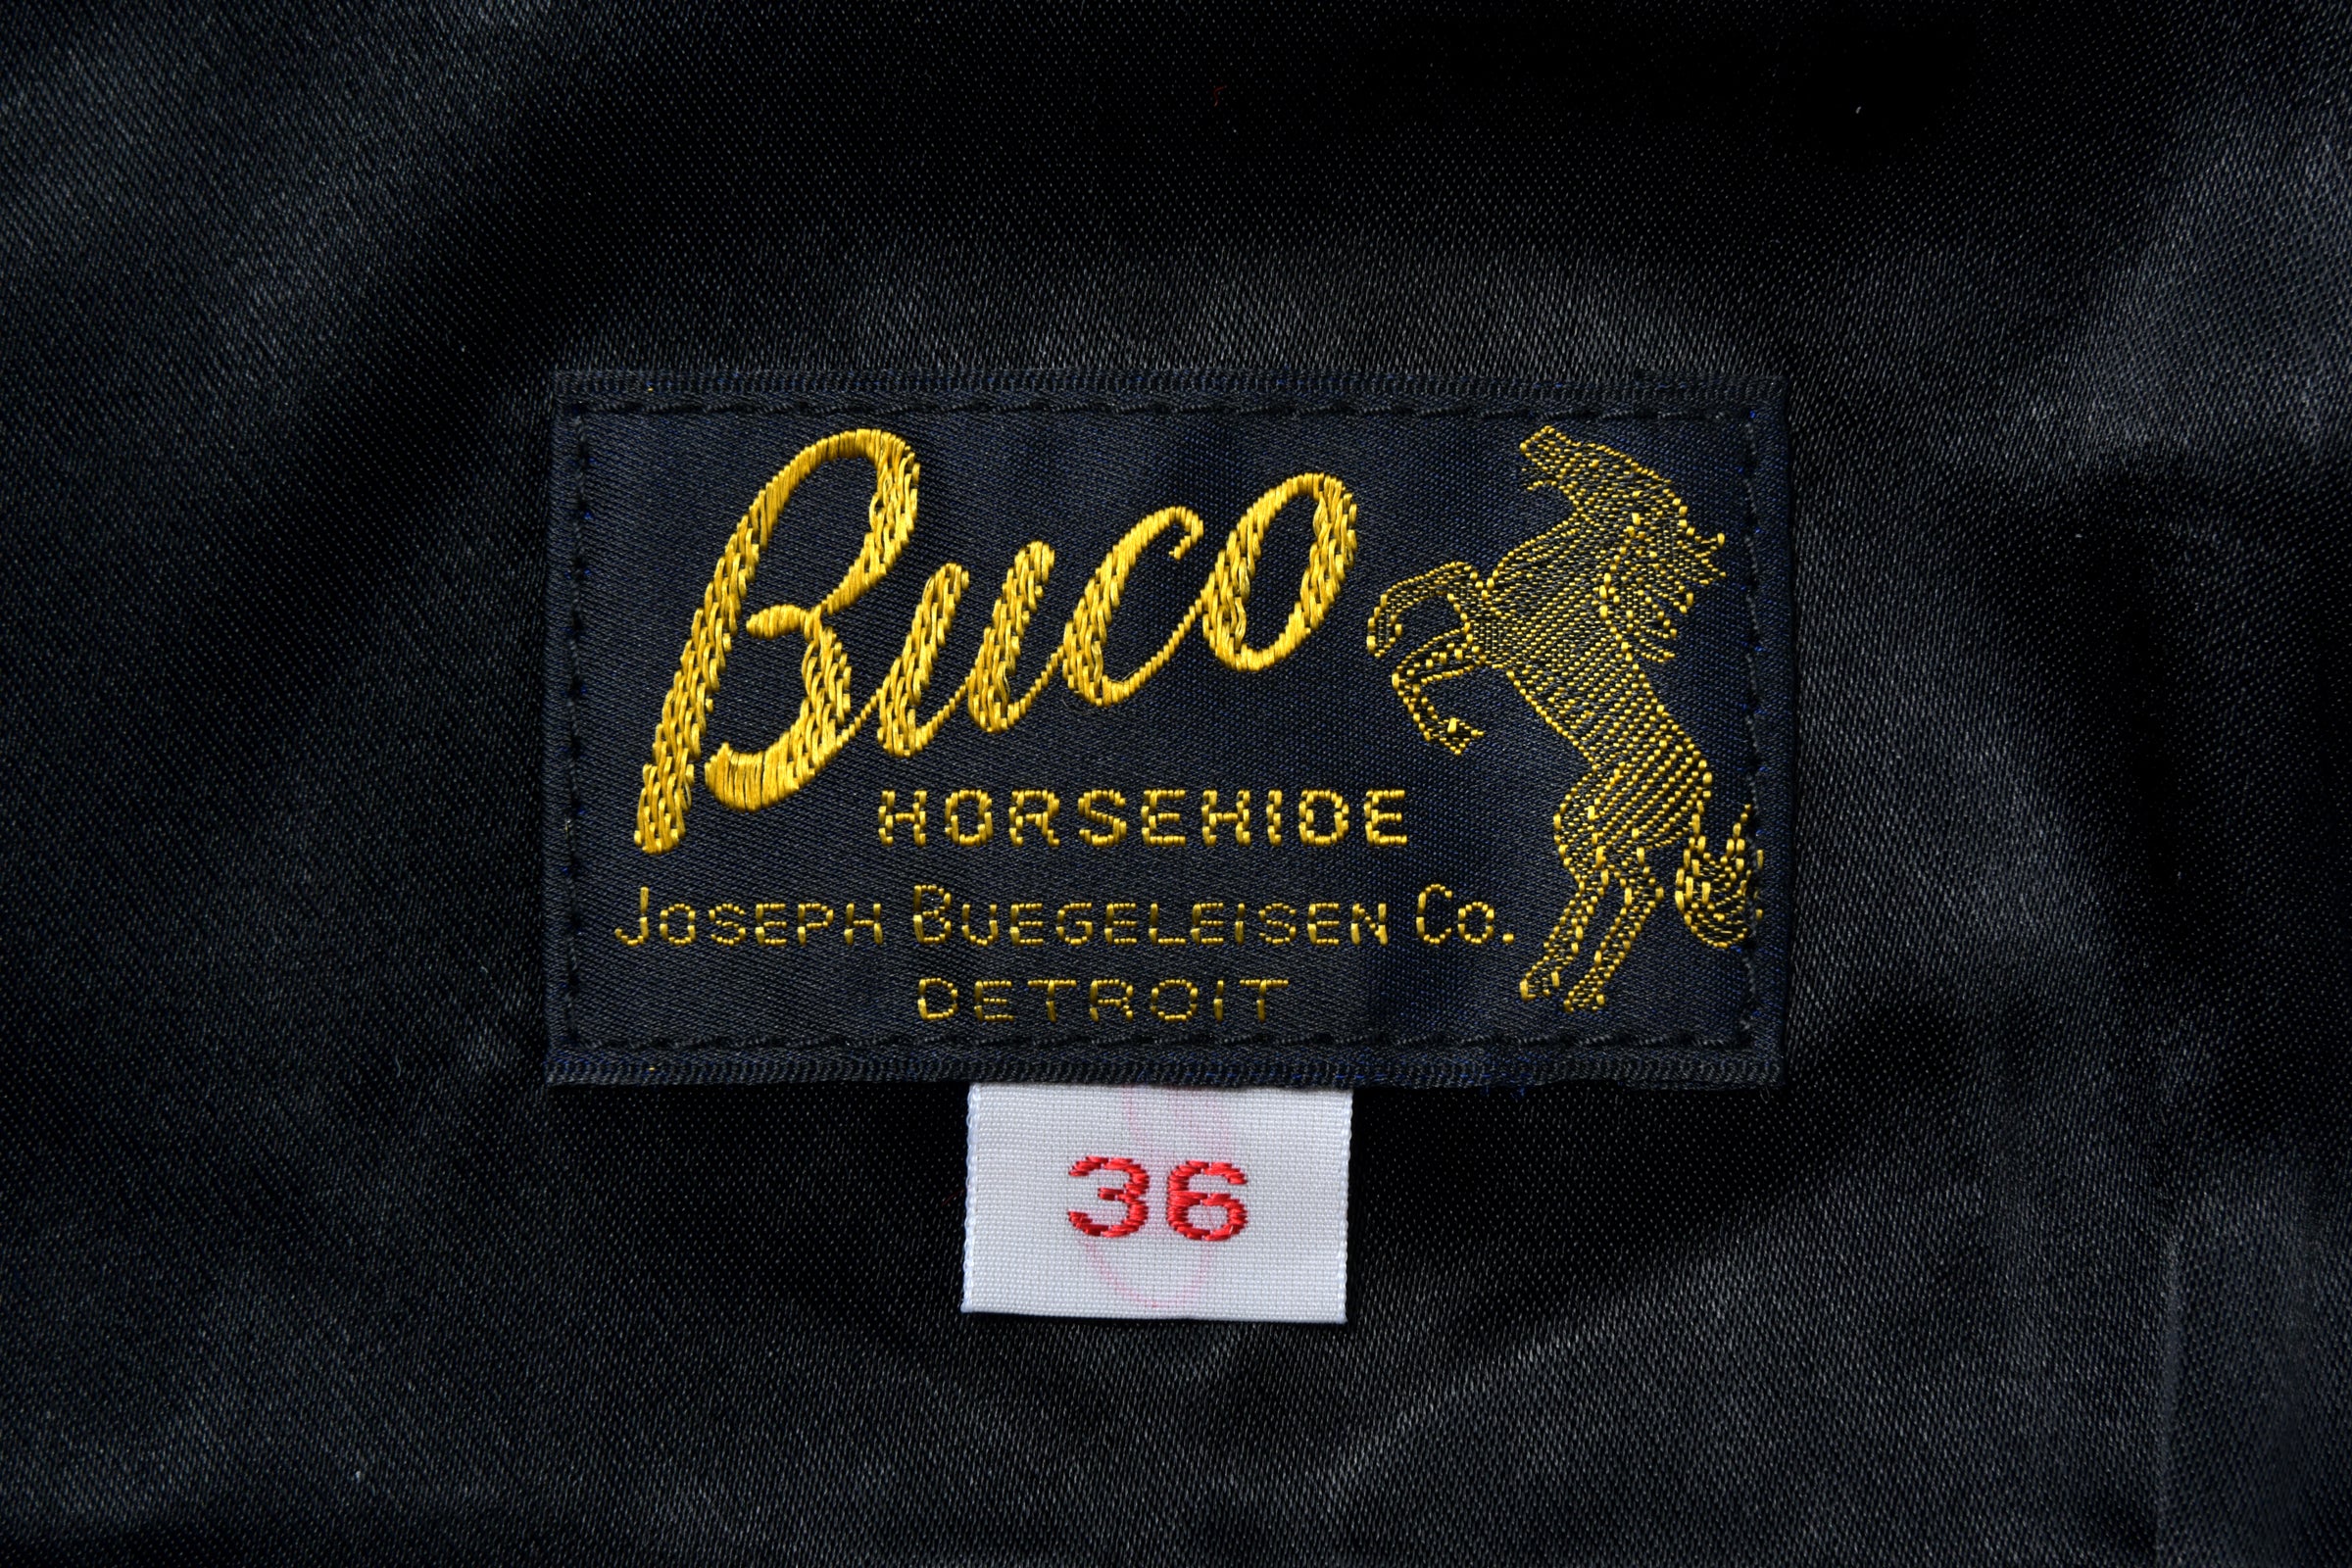 Buco
HORSEHIDE
JOSEPH BUEGELEISEN CO.
DETROIT
36